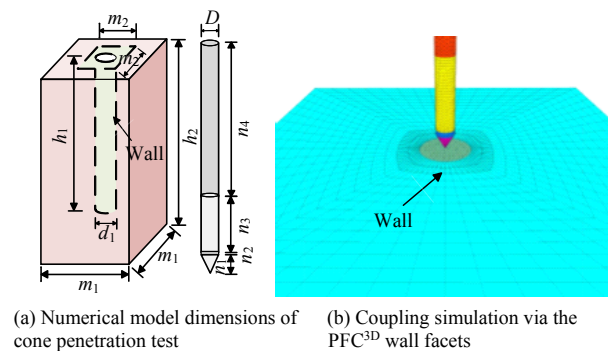 m₂
D
m₂
h₁
Wall
h₂
n₄
d₁
n₃
n₂
n₁
m₁
m₁
Wall
(a) Numerical model dimensions of
cone penetration test
(b) Coupling simulation via the
PFC³ᴰ wall facets